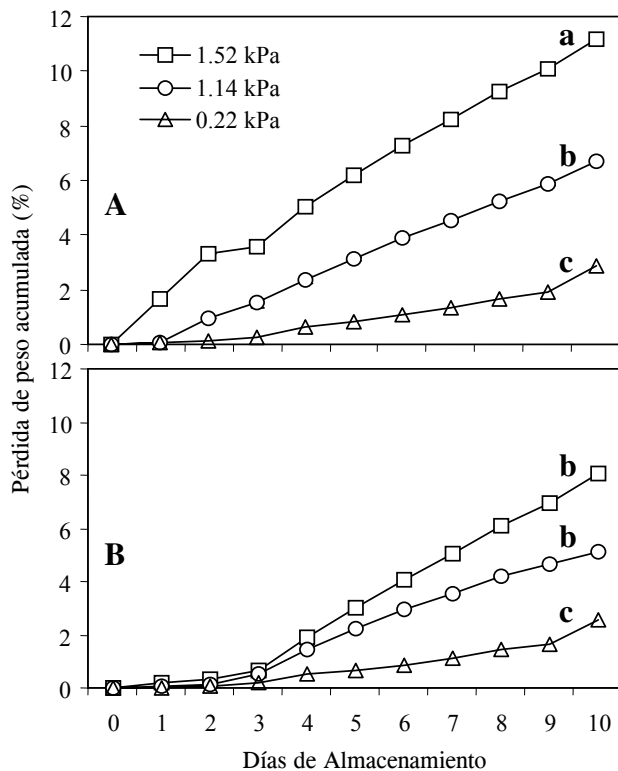 12
10
8
6
4
2
0
1.52 kPa
1.14 kPa
0.22 kPa
a
b
c
A
Pérdida de peso acumulada (%)
12
10
8
6
4
2
0
b
b
c
B
0 1 2 3 4 5 6 7 8 9 10
Días de Almacenamiento